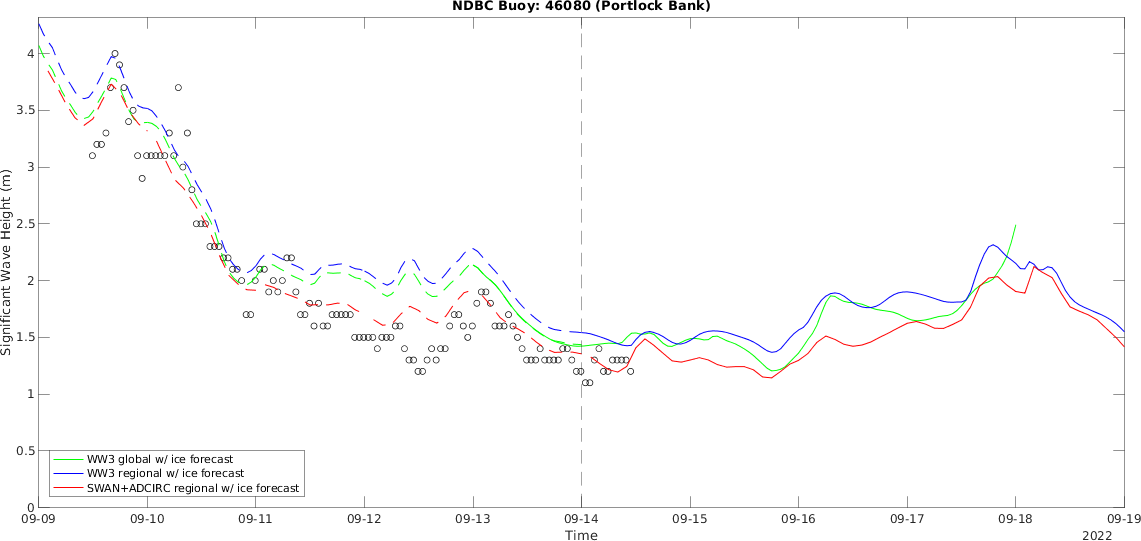 NDBC Buoy: 46080 (Portlock Bank)
Significant Wave Height (m)
4
3.5
3
2.5
2
1.5
1
0.5
0
WW3 global w/ ice forecast
WW3 regional w/ ice forecast
SWAN+ADCIRC regional w/ ice forecast
09-09 09-10 09-11 09-12 09-13 09-14 09-15 09-16 09-17 09-18 09-19
Time
2022